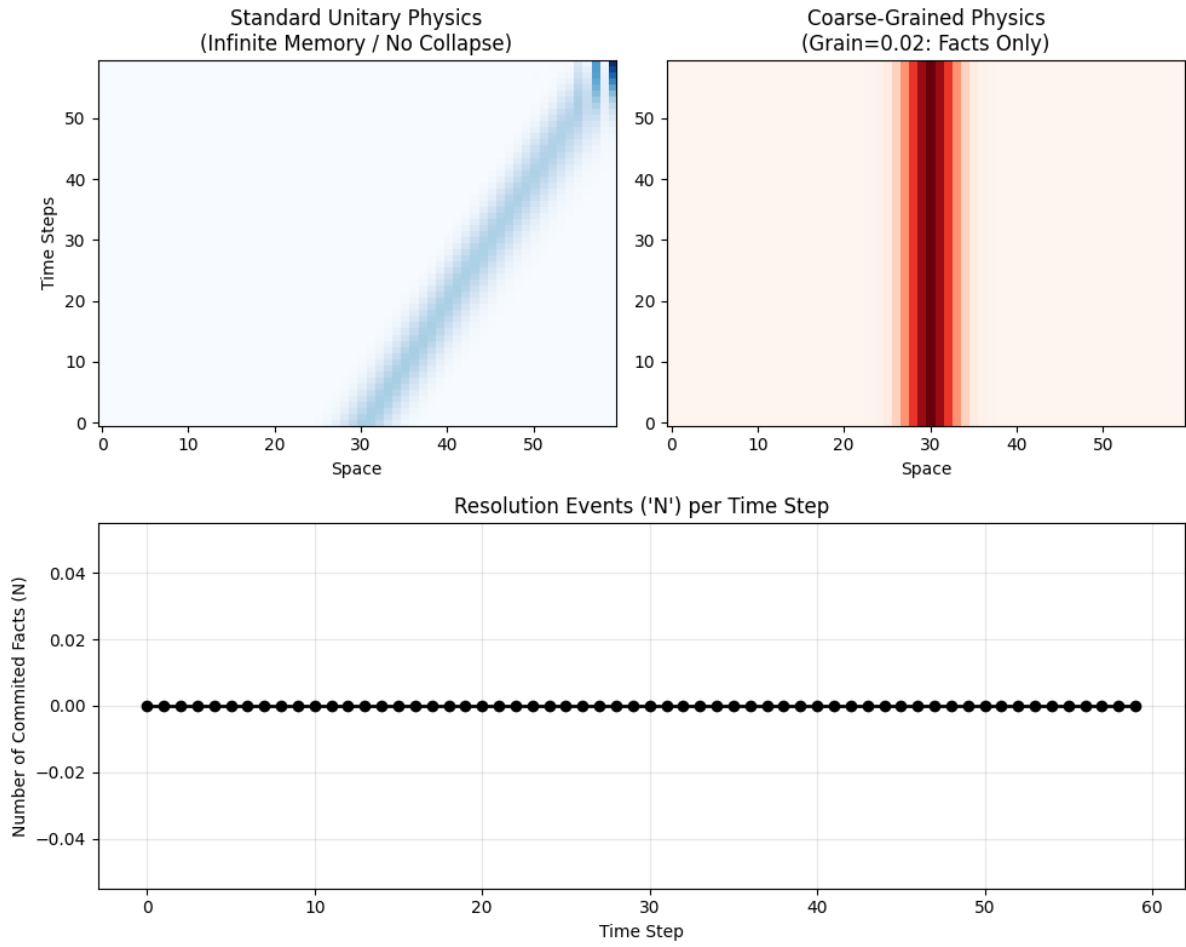 Standard Unitary Physics
(Infinite Memory / No Collapse)
Coarse-Grained Physics
(Grain=0.02: Facts Only)
Time Steps
50
40
30
20
10
0
0 10 20 30 40 50
Space
50
40
30
20
10
0
0 10 20 30 40 50
Space
Resolution Events ('N') per Time Step
Number of Commited Facts (N)
0.04
0.02
0.00
−0.02
−0.04
0 10 20 30 40 50 60
Time Step